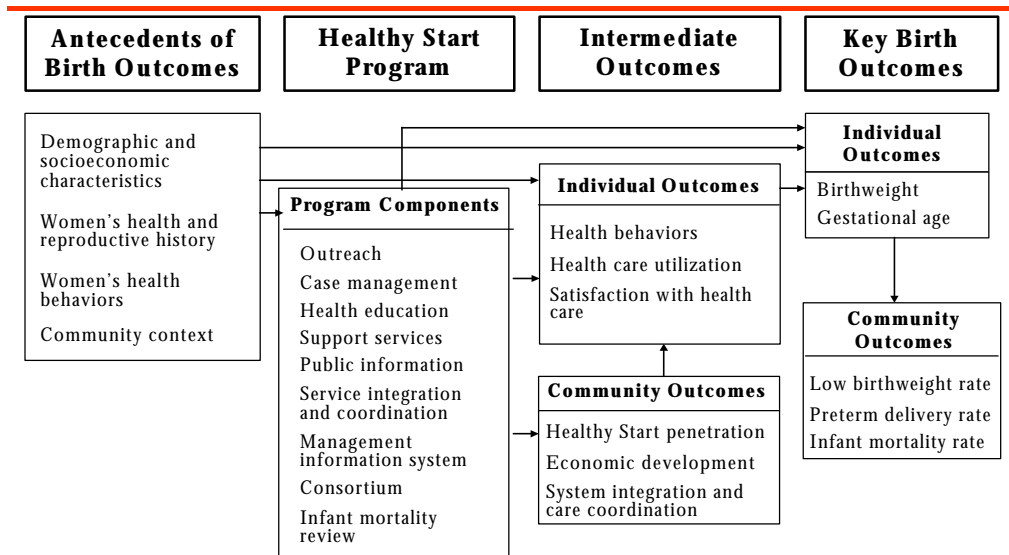 Antecedents of
Birth Outcomes
Healthy Start
Program
Intermediate
Outcomes
Key Birth
Outcomes
Demographic and
socioeconomic
characteristics
Women's health and
reproductive history
Women's health
behaviors
Community context
Program Components
Outreach
Case management
Health education
Support services
Public information
Service integration
and coordination
Management
information system
Consortium
Infant mortality
review
Individual Outcomes
Health behaviors
Health care utilization
Satisfaction with health
care
Community Outcomes
Healthy Start penetration
Economic development
System integration and
care coordination
Individual
Outcomes
Birthweight
Gestational age
Community
Outcomes
Low birthweight rate
Preterm delivery rate
Infant mortality rate